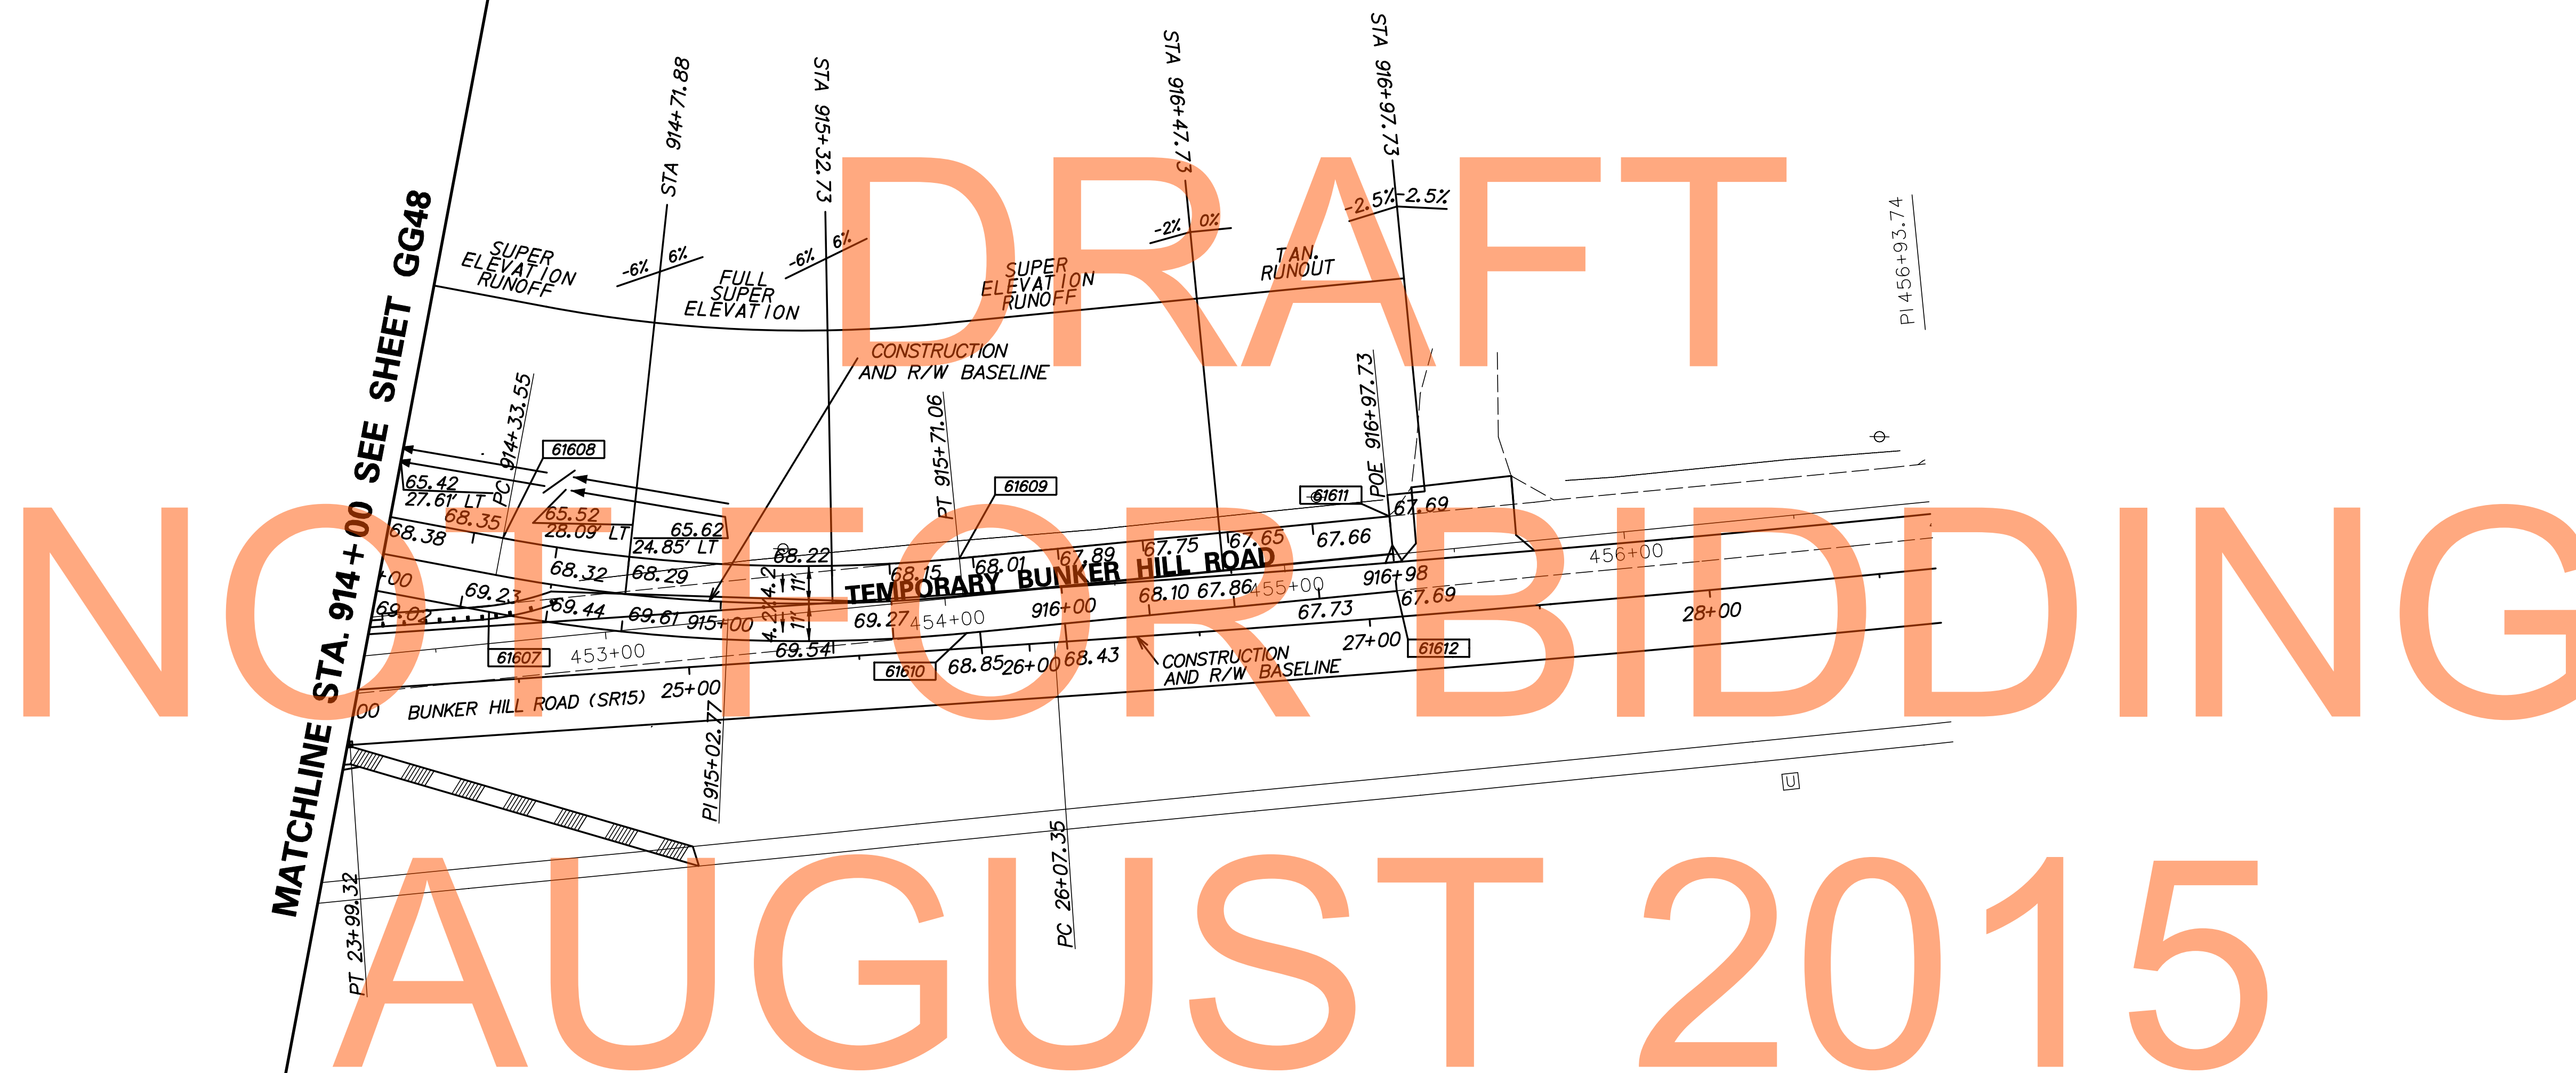 MATCHLINE STA. 914+00 SEE SHEET GG48
STA 914+71.88
STA 915+32.73
STA 916+47.73
STA 916+97.73
PI 456+93.74
SUPER
ELEVATION
RUNOFF
-6% 6%
FULL
SUPER
ELEVATION
-6% 6%
SUPER
ELEVATION
RUNOFF
-2% 0%
TAN.
RUNOUT
-2.5% -2.5%
DRAFT
CONSTRUCTION
AND R/W BASELINE
PC 914+33.55
PT 915+71.06
POE 916+97.73
61608
61609
61611
65.42
27.61' LT
65.52
28.09' LT
65.62
24.85' LT
68.38
68.35
68.32
68.29
68.22
68.15
68.01
67.89
67.75
67.65
67.66
67.69
TEMPORARY BUNKER HILL ROAD
NOT FOR BIDDING
4.2'
11'
4.2'
11'
+00
69.02
69.23
69.44
69.61
915+00
69.54
69.27
454+00
916+00
68.10
67.86
455+00
916+98
67.73
67.69
456+00
61607
453+00
61610
68.85
26+00
68.43
CONSTRUCTION
AND R/W BASELINE
27+00
61612
28+00
00
BUNKER HILL ROAD (SR15)
25+00
PI 915+02.77
U
PT 23+99.32
PC 26+07.35
AUGUST 2015